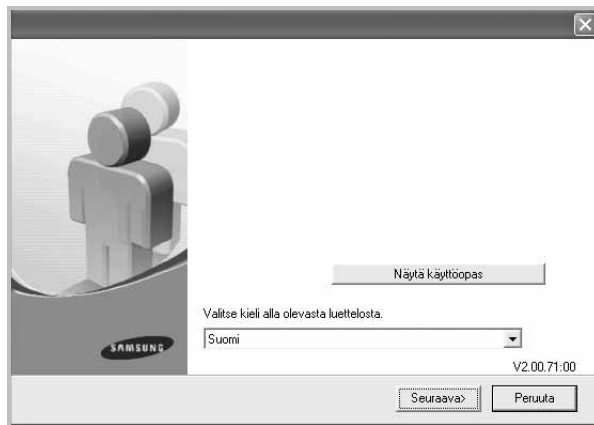 Näytä käyttöopas
Valitse kieli alla olevasta luettelosta.
Suomi
SAMSUNG
V2.00.71:00
Seuraava>
Peruuta